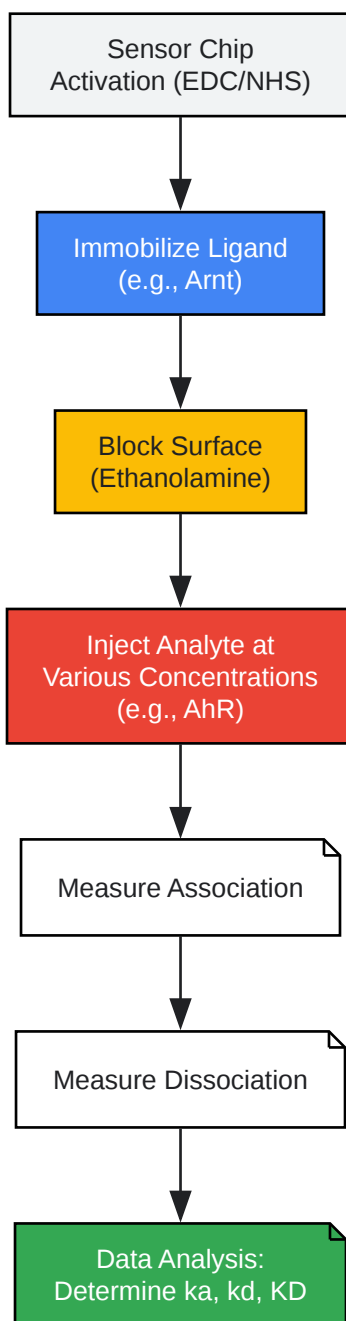 Sensor Chip
Activation (EDC/NHS)
Immobilize Ligand
(e.g., Arnt)
Block Surface
(Ethanolamine)
Inject Analyte at
Various Concentrations
(e.g., AhR)
Measure Association
Measure Dissociation
Data Analysis:
Determine ka, kd, KD